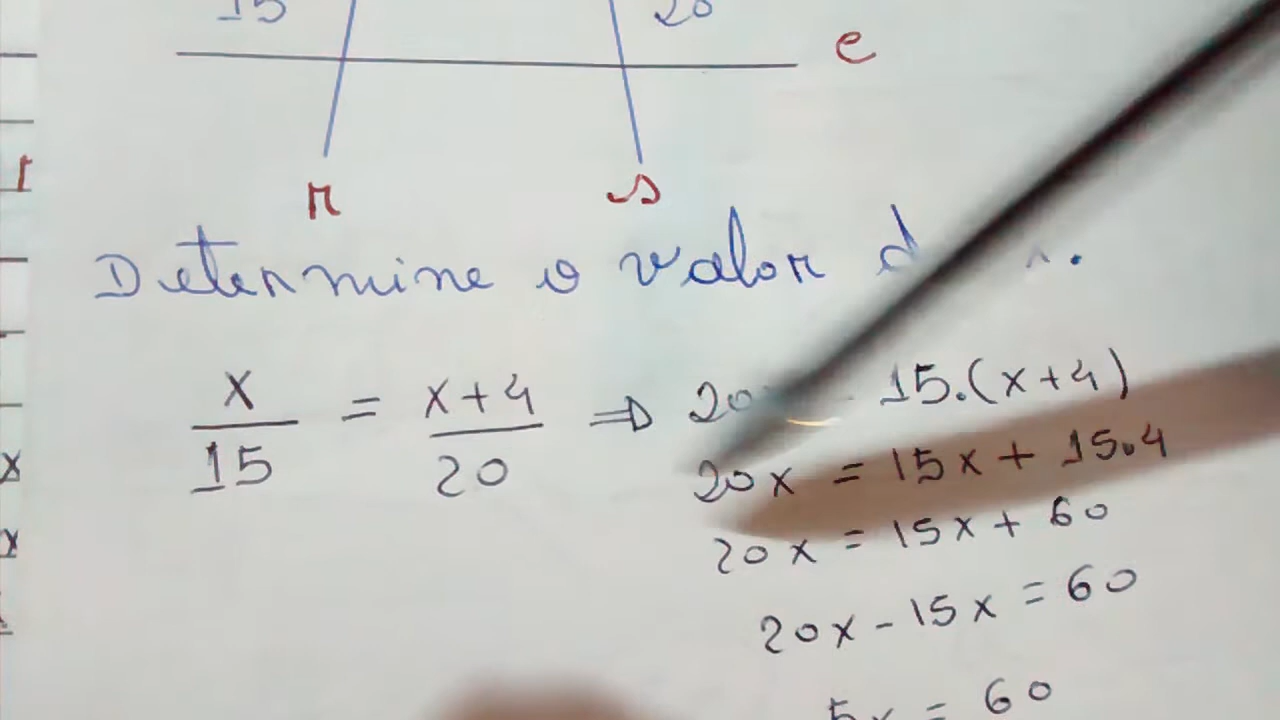 15 20
e
r s
Determine o valor
x/15 = x+4/20 ⇒ 20 15.(x+4)
20x = 15x + 15.4
20x = 15x + 60
20x - 15x = 60
5x = 60